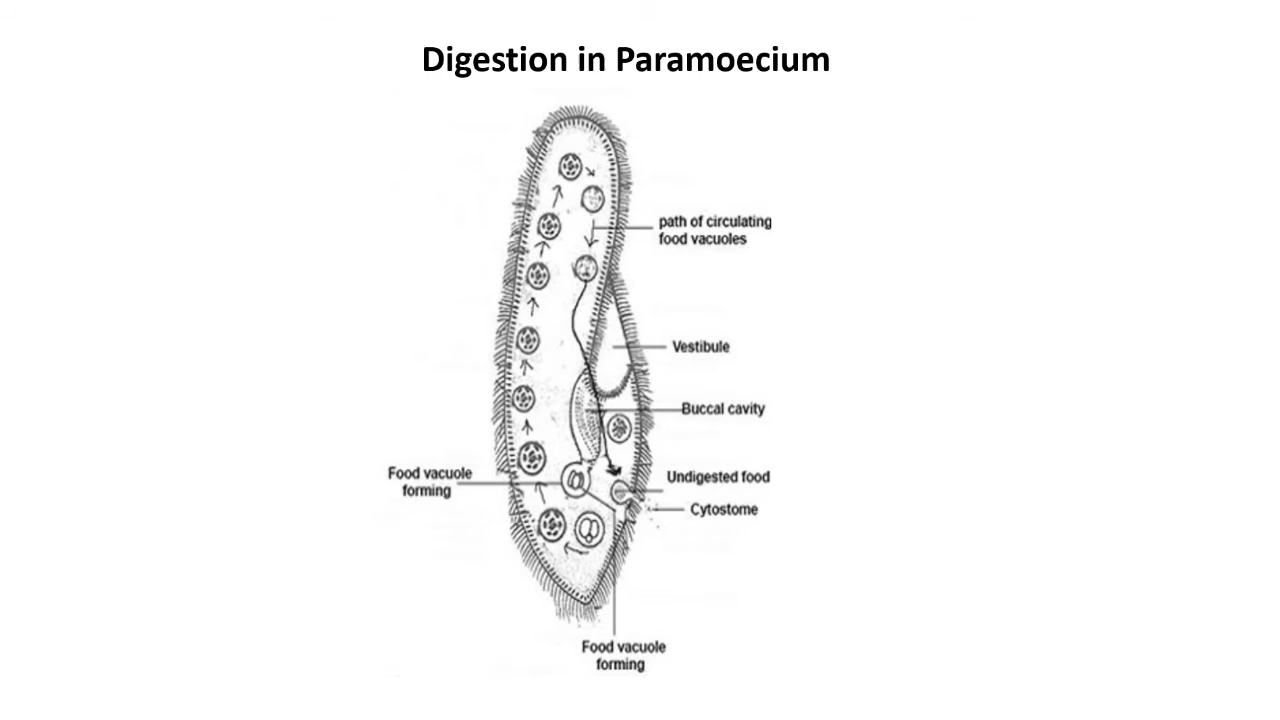 Digestion in Paramoecium
path of circulating
food vacuoles
Vestibule
Buccal cavity
Food vacuole
forming
Undigested food
Cytostome
Food vacuole
forming